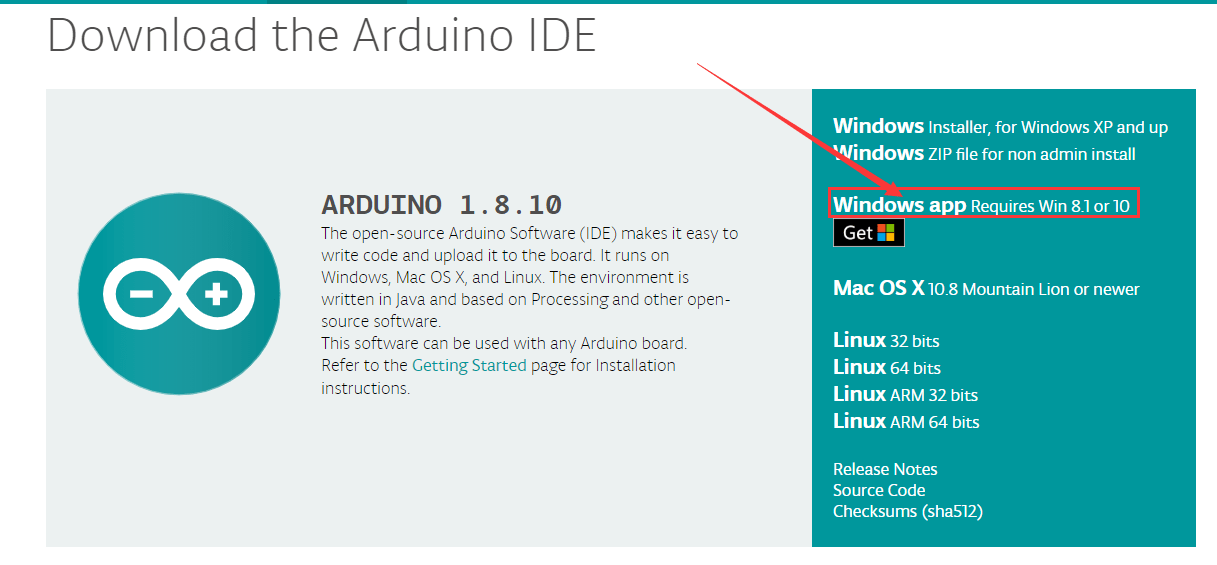 Download the Arduino IDE
ARDUINO 1.8.10
The open-source Arduino Software (IDE) makes it easy to
write code and upload it to the board. It runs on
Windows, Mac OS X, and Linux. The environment is
written in Java and based on Processing and other open-
source software.
This software can be used with any Arduino board.
Refer to the Getting Started page for Installation
instructions.
Windows Installer, for Windows XP and up
Windows ZIP file for non admin install
Windows app Requires Win 8.1 or 10
Get
Mac OS X 10.8 Mountain Lion or newer
Linux 32 bits
Linux 64 bits
Linux ARM 32 bits
Linux ARM 64 bits
Release Notes
Source Code
Checksums (sha512)